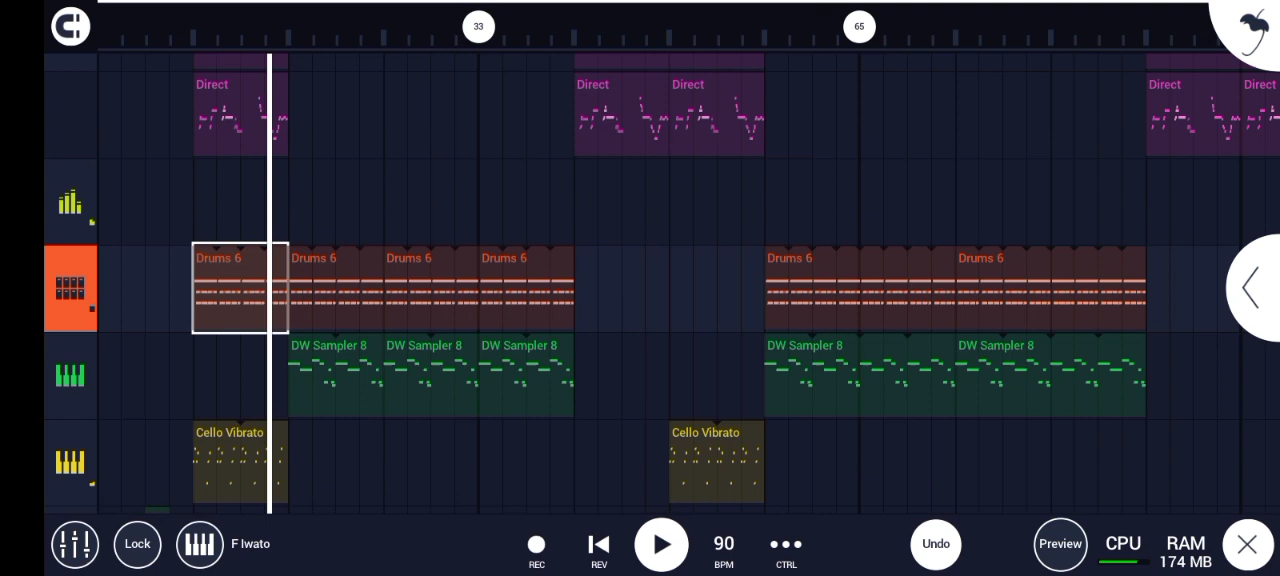 33 65
Direct Direct Direct Direct Direct
Drums 6 Drums 6 Drums 6 Drums 6 Drums 6 Drums 6
DW Sampler 8 DW Sampler 8 DW Sampler 8 DW Sampler 8 DW Sampler 8
Cello Vibrato Cello Vibrato
Lock F Iwato REC REV 90 BPM CTRL Undo Preview CPU RAM 174 MB